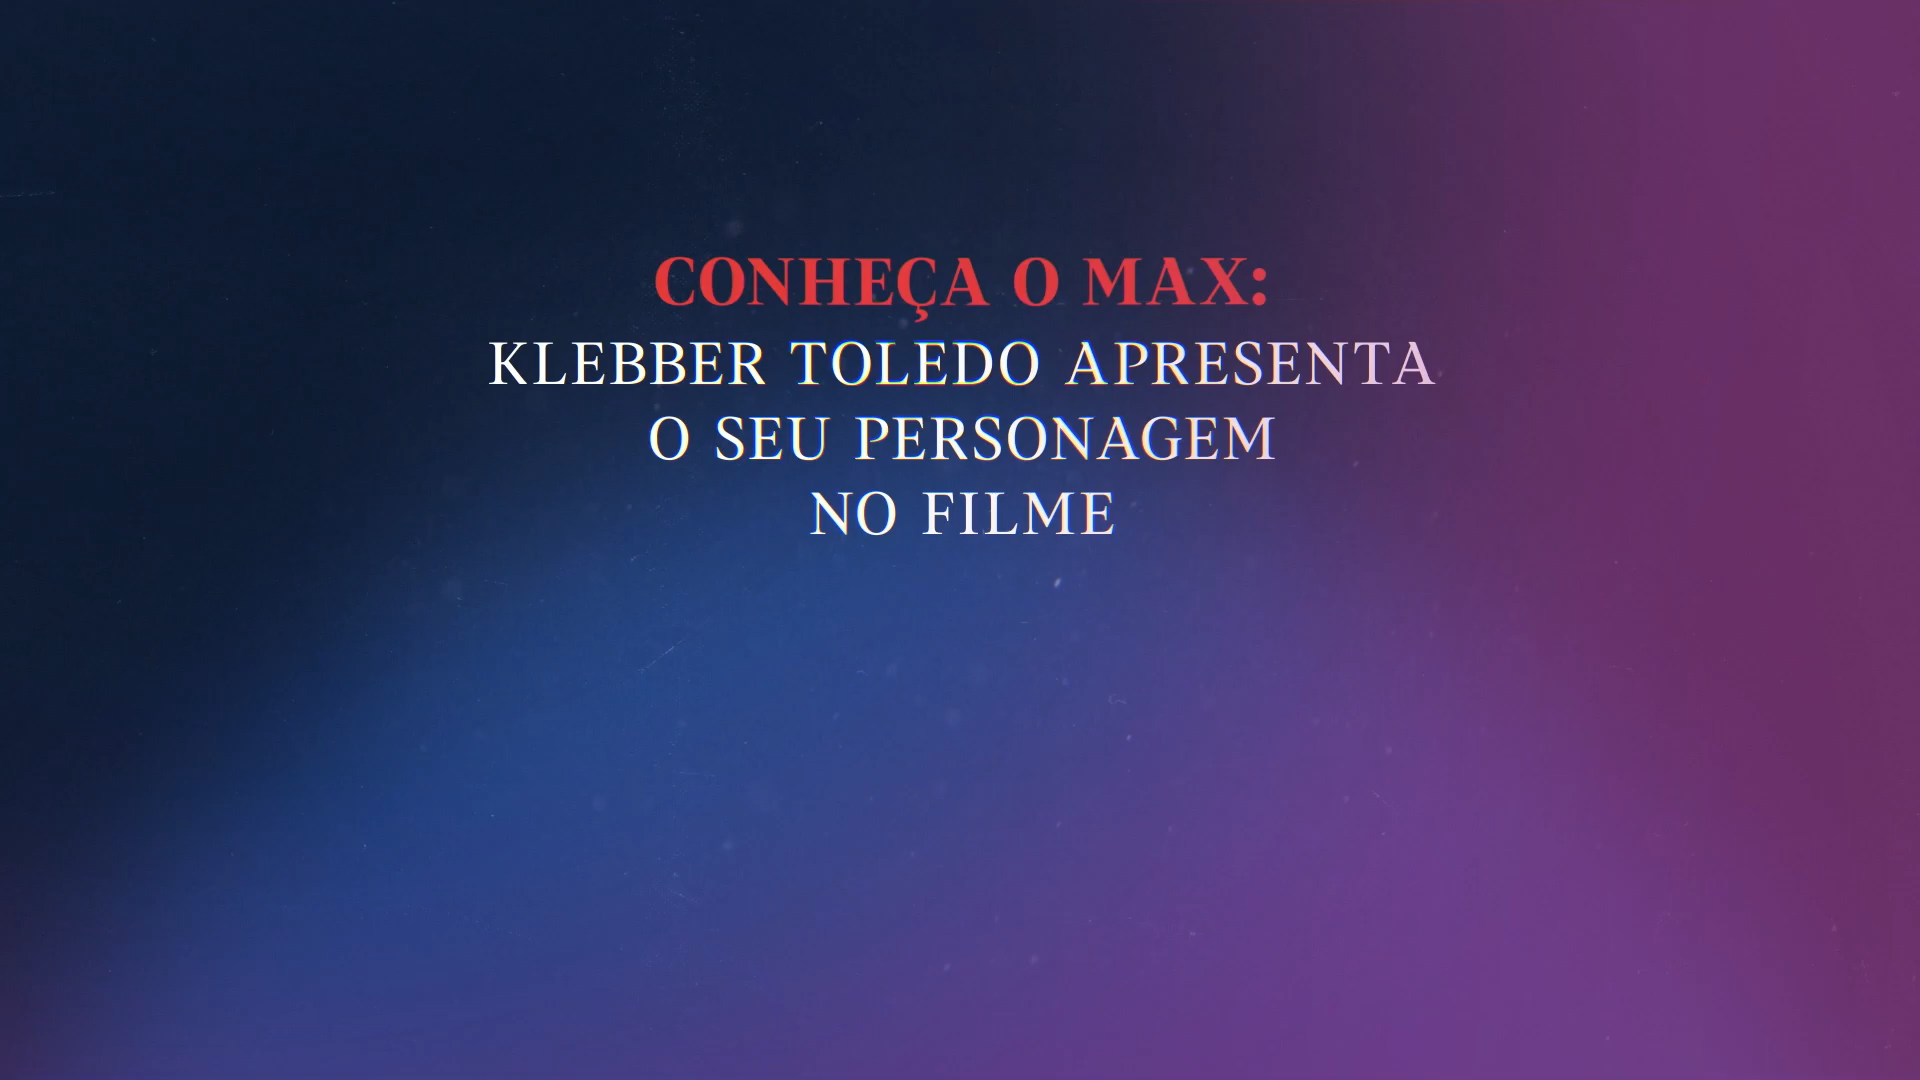 CONHEÇA O MAX:
KLEBBER TOLEDO APRESENTA
O SEU PERSONAGEM
NO FILME